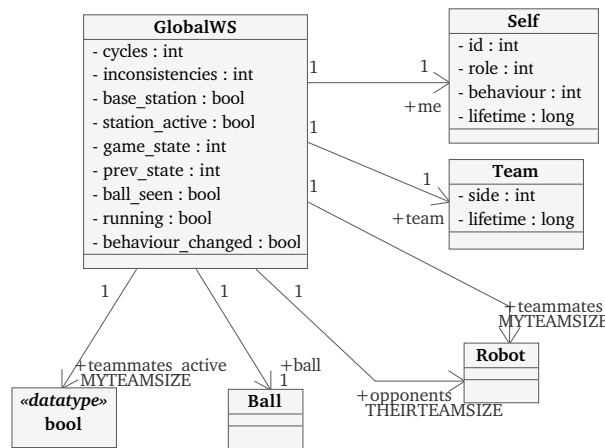 GlobalWS
- cycles : int
- inconsistencies : int
- base_station : bool
- station_active : bool
- game_state : int
- prev_state : int
- ball_seen : bool
- running : bool
- behaviour_changed : bool
1
1
+me
Self
- id : int
- role : int
- behaviour : int
- lifetime : long
1
1
+team
Team
- side : int
- lifetime : long
1
+teammates
MYTEAMSIZE
Robot
1
+teammates_active
MYTEAMSIZE
«datatype»
bool
1
+ball
1
Ball
1
+opponents
THEIRTEAMSIZE